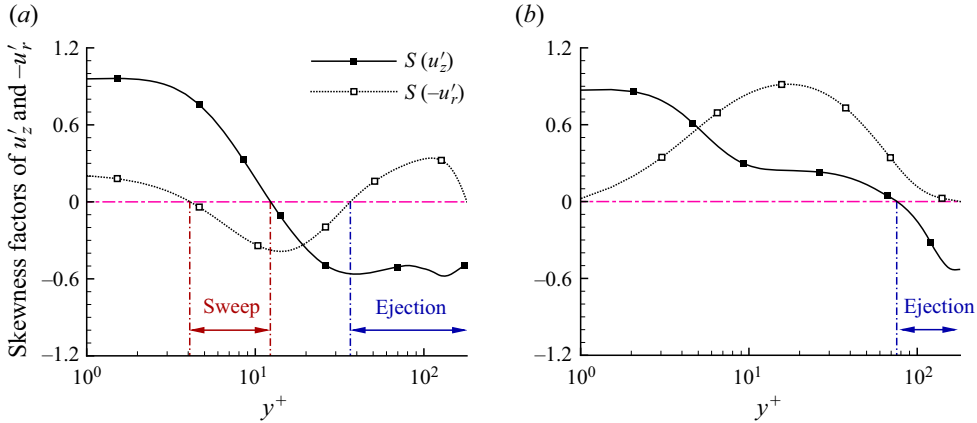 (a)
(b)
Skewness factors of u′z and −u′r
1.2
0.6
0
−0.6
−1.2
S (u′z)
S (−u′r)
Sweep
Ejection
10⁰
10¹
10²
y⁺
1.2
0.6
0
−0.6
−1.2
Ejection
10⁰
10¹
10²
y⁺